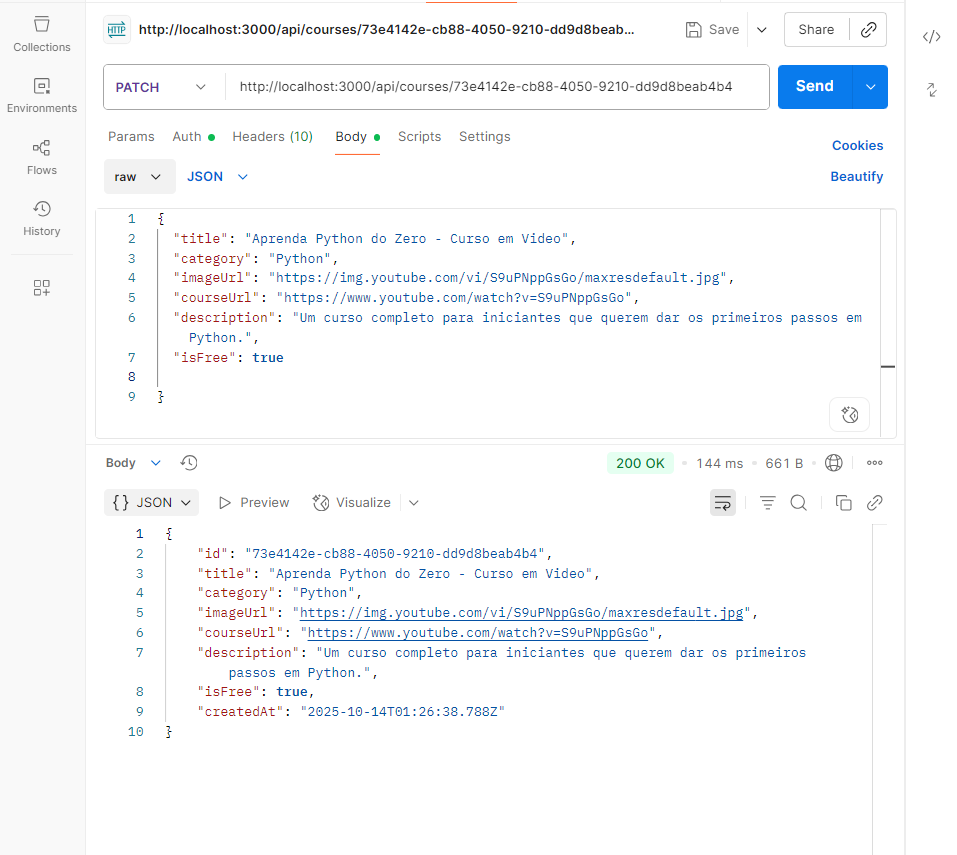 Collections
Environments
Flows
History
HTTP
http://localhost:3000/api/courses/73e4142e-cb88-4050-9210-dd9d8beab...
Save
Share
</>
PATCH
http://localhost:3000/api/courses/73e4142e-cb88-4050-9210-dd9d8beab4b4
Send
Params
Auth
Headers (10)
Body
Scripts
Settings
Cookies
raw
JSON
Beautify
1 {
2 "title": "Aprenda Python do Zero - Curso em Video",
3 "category": "Python",
4 "imageUrl": "https://img.youtube.com/vi/S9uPNppGsGo/maxresdefault.jpg",
5 "courseUrl": "https://www.youtube.com/watch?v=S9uPNppGsGo",
6 "description": "Um curso completo para iniciantes que querem dar os primeiros passos em
Python.",
7 "isFree": true
8
9 }
Body
200 OK
144 ms
661 B
{} JSON
Preview
Visualize
1 {
2 "id": "73e4142e-cb88-4050-9210-dd9d8beab4b4",
3 "title": "Aprenda Python do Zero - Curso em Video",
4 "category": "Python",
5 "imageUrl": "https://img.youtube.com/vi/S9uPNppGsGo/maxresdefault.jpg",
6 "courseUrl": "https://www.youtube.com/watch?v=S9uPNppGsGo",
7 "description": "Um curso completo para iniciantes que querem dar os primeiros
passos em Python.",
8 "isFree": true,
9 "createdAt": "2025-10-14T01:26:38.788Z"
10 }